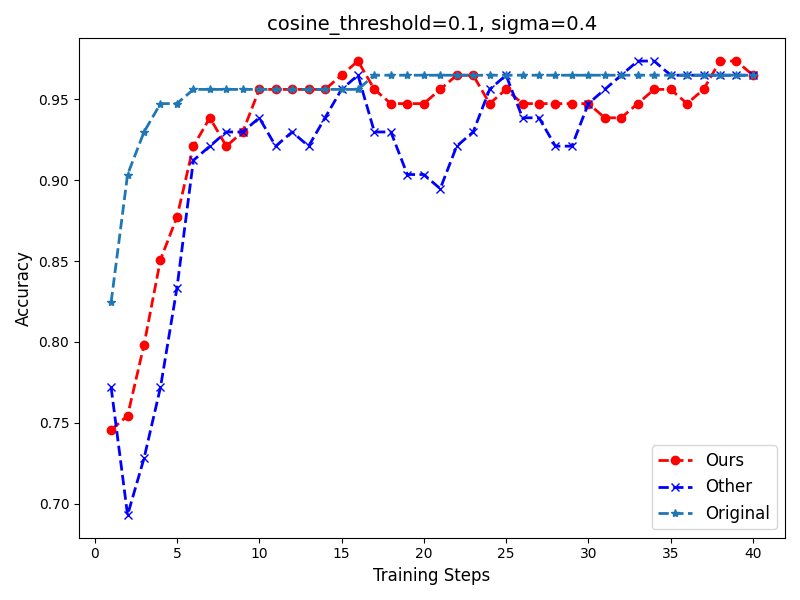 cosine_threshold=0.1, sigma=0.4
Accuracy
0.95
0.90
0.85
0.80
0.75
0.70
0 5 10 15 20 25 30 35 40
Training Steps
Ours
Other
Original